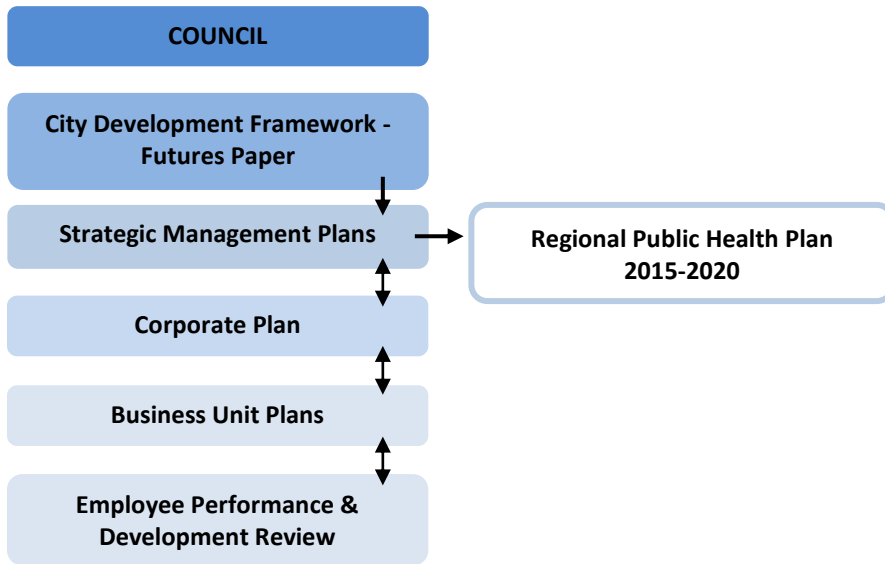 COUNCIL
City Development Framework -
Futures Paper
Strategic Management Plans
Regional Public Health Plan
2015-2020
Corporate Plan
Business Unit Plans
Employee Performance &
Development Review